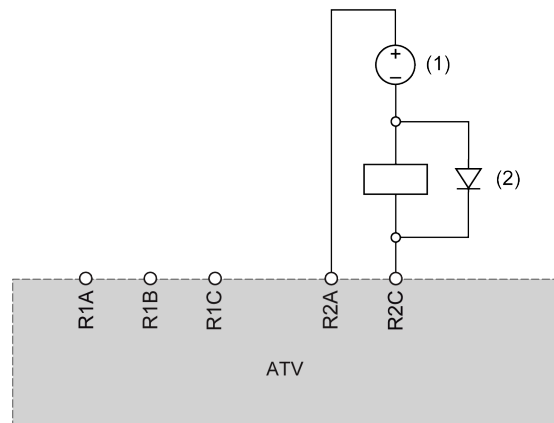 +
−
(1)
(2)
R1A
R1B
R1C
R2A
R2C
ATV